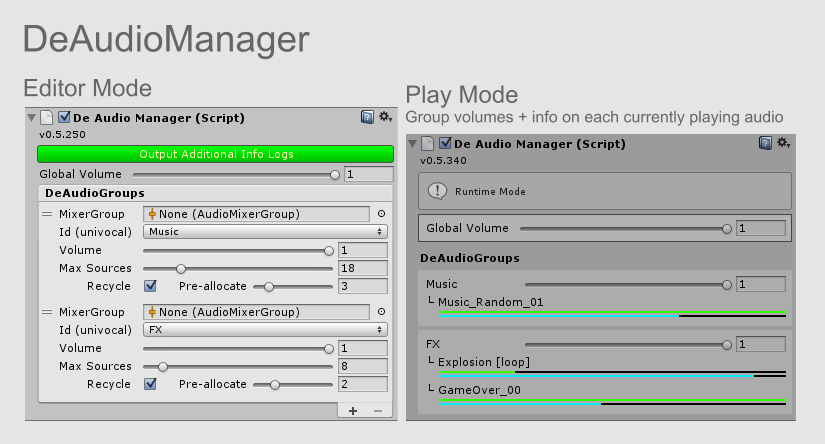 DeAudioManager
Editor Mode
De Audio Manager (Script)
v0.5.250
Output Additional Info Logs
Global Volume 1
DeAudioGroups
MixerGroup None (AudioMixerGroup)
Id (univocal) Music
Volume 1
Max Sources 18
Recycle Pre-allocate 3
MixerGroup None (AudioMixerGroup)
Id (univocal) FX
Volume 1
Max Sources 8
Recycle Pre-allocate 2
+ −
Play Mode
Group volumes + info on each currently playing audio
De Audio Manager (Script)
v0.5.340
Runtime Mode
Global Volume 1
DeAudioGroups
Music 1
└ Music_Random_01
FX 1
└ Explosion [loop]
└ GameOver_00